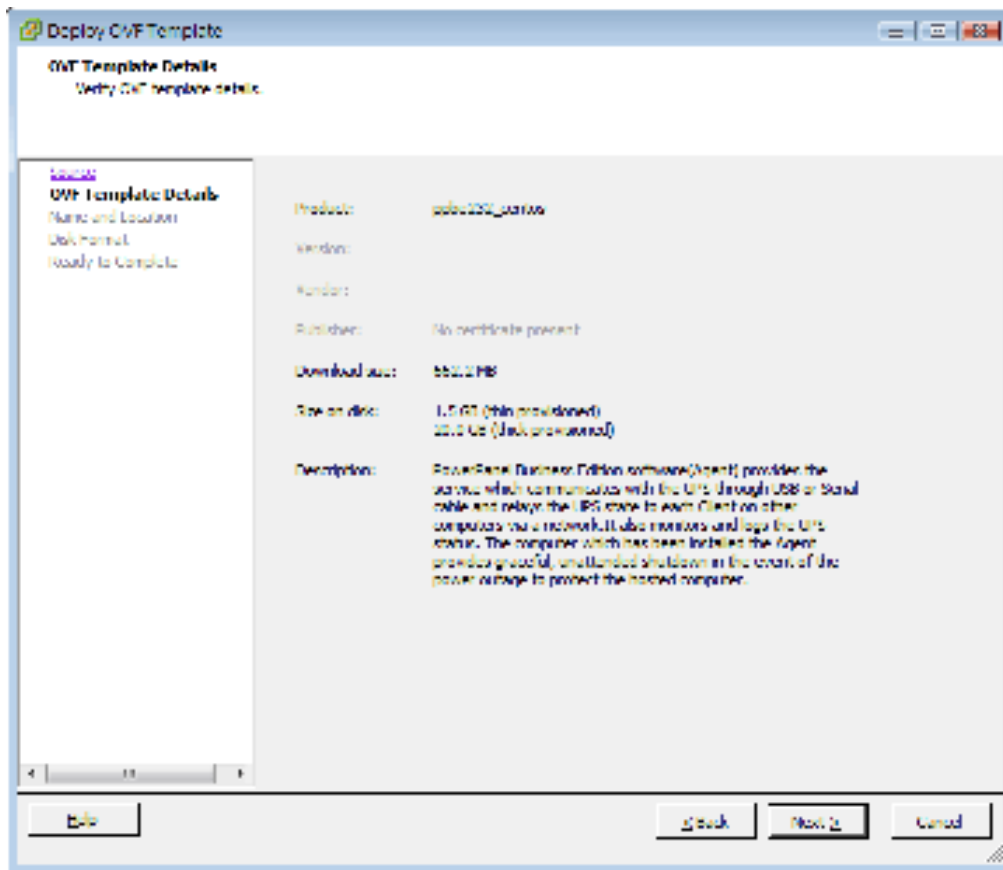 Deploy OVF Template
OVF Template Details
Verify OVF template details.
Source
OVF Template Details
Name and Location
Disk Format
Ready to Complete
Product:
Version:
Vendor:
Publisher: No certificate present
Download size: MB
Size on disk: 1.5 GB (thin provisioned)
GB (thick provisioned)
Description: PowerPanel Business Edition software(Agent) provides the
service which communicates with the UPS through USB or Serial
cable and relays the UPS state to each Client on other
computers via a network.It also monitors and logs the UPS
status. The computer which has been installed the Agent
provides graceful, unattended shutdown in the event of the
power outage to protect the hosted computer.
Help
< Back
Next >
Cancel